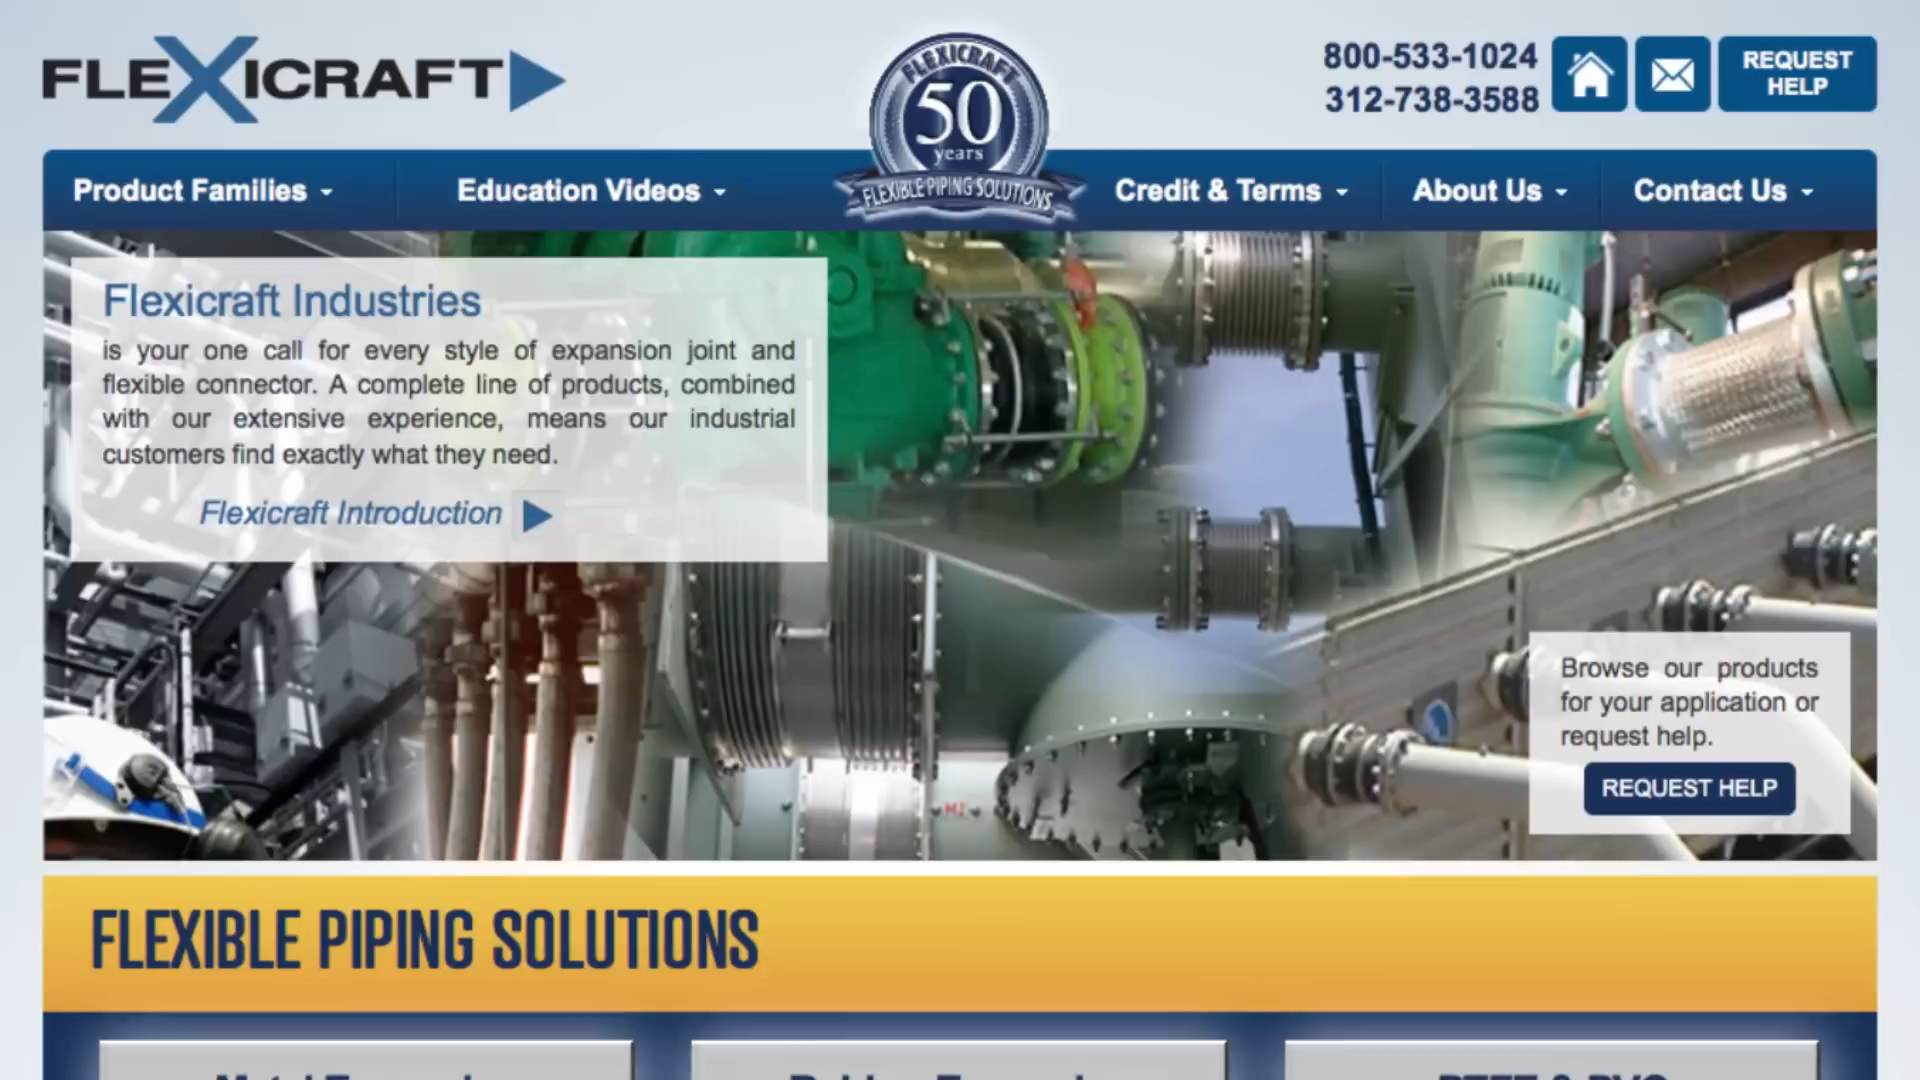 FLEXICRAFT
FLEXICRAFT
50
years
FLEXIBLE PIPING SOLUTIONS
800-533-1024
312-738-3588
REQUEST
HELP
Product Families
Education Videos
Credit & Terms
About Us
Contact Us
Flexicraft Industries
is your one call for every style of expansion joint and
flexible connector. A complete line of products, combined
with our extensive experience, means our industrial
customers find exactly what they need.
Flexicraft Introduction
Browse our products
for your application or
request help.
REQUEST HELP
FLEXIBLE PIPING SOLUTIONS